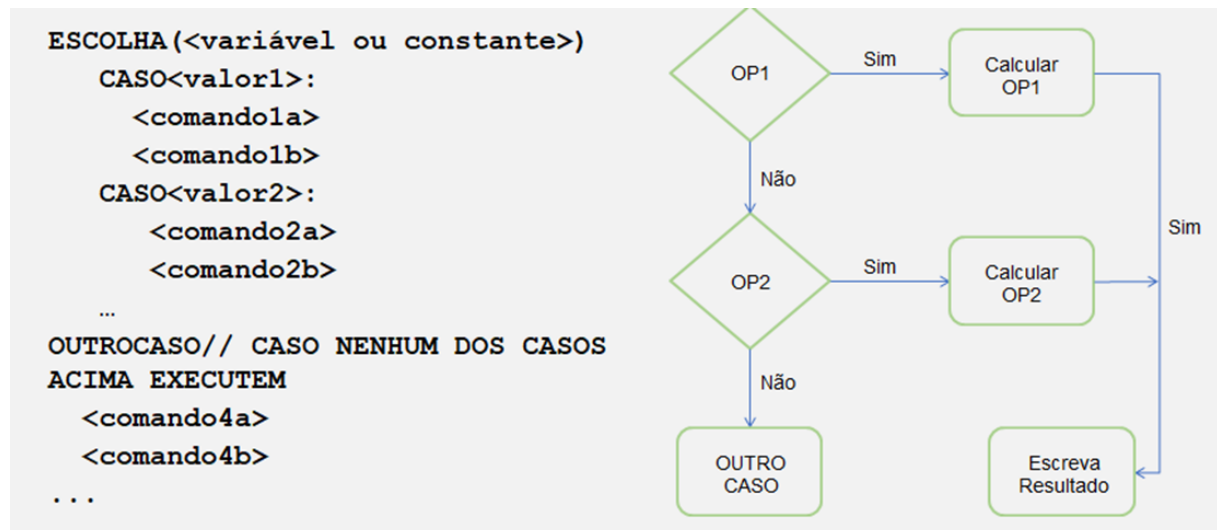 ESCOLHA(<variável ou constante>)
CASO<valor1>:
<comando1a>
<comando1b>
CASO<valor2>:
<comando2a>
<comando2b>
…
OUTROCASO// CASO NENHUM DOS CASOS
ACIMA EXECUTEM
<comando4a>
<comando4b>
...
OP1
Sim
Calcular
OP1
Não
Sim
OP2
Sim
Calcular
OP2
Não
OUTRO
CASO
Escreva
Resultado